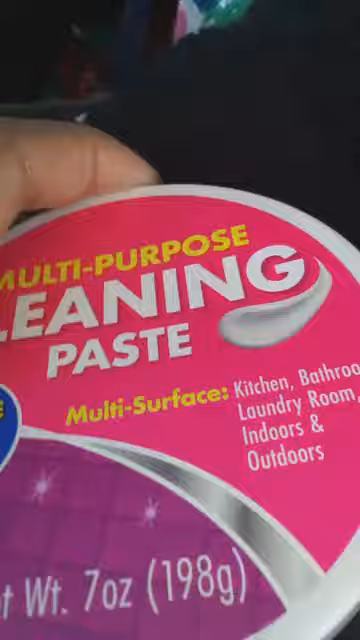 MULTI-PURPOSE
LEANING
PASTE
Multi-Surface: Kitchen, Bathroo
Laundry Room,
Indoors &
Outdoors
t Wt. 7oz (198g)